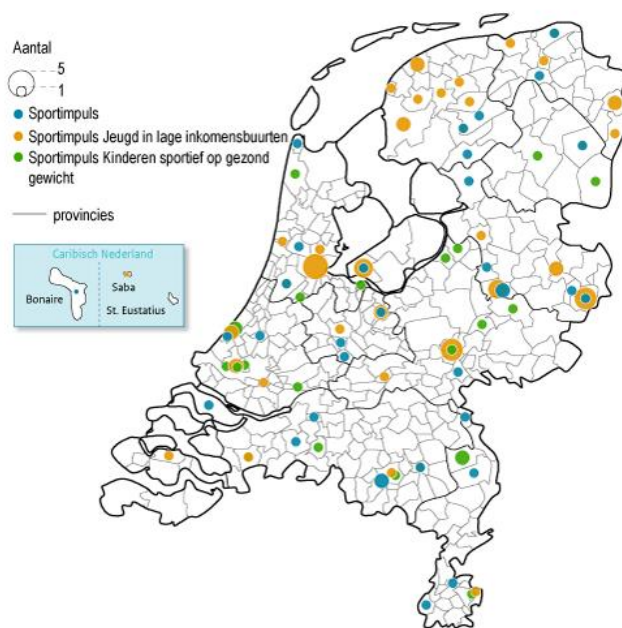 Aantal
5
1
Sportimpuls
Sportimpuls Jeugd in lage inkomensbuurten
Sportimpuls Kinderen sportief op gezond
gewicht
provincies
Caribisch Nederland
Bonaire
Saba
St. Eustatius